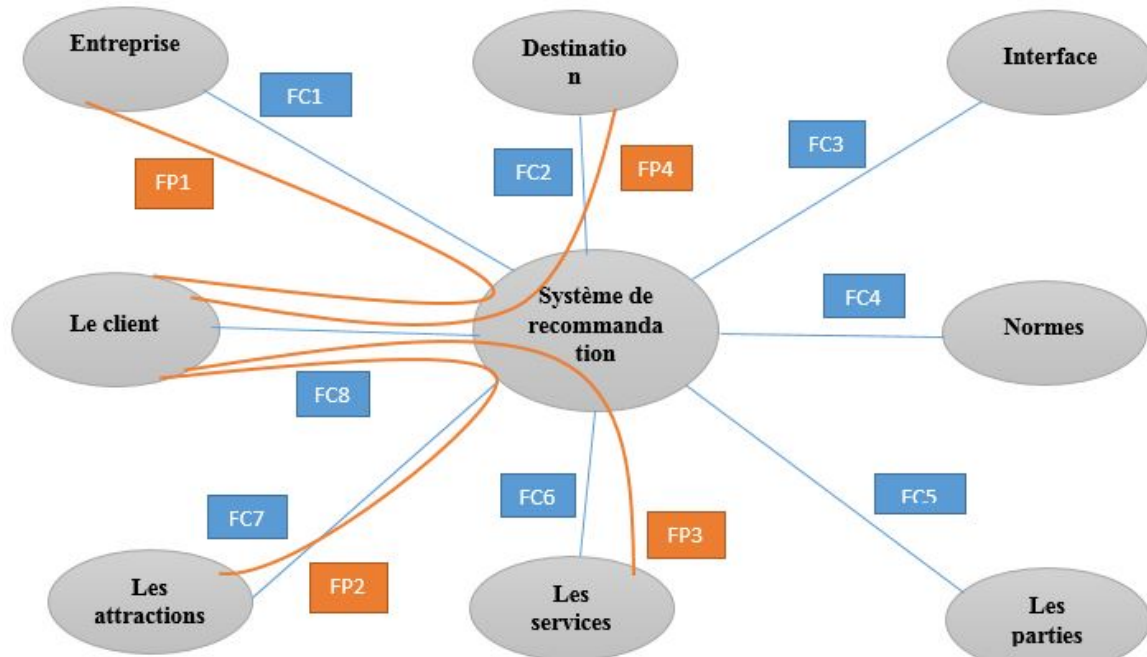 Entreprise
Destinatio
n
Interface
FC1
FC2
FC3
FP1
FP4
Le client
Système de
recommanda
tion
FC4
Normes
FC8
FC7
FC6
FC5
FP2
FP3
Les
attractions
Les
services
Les
parties